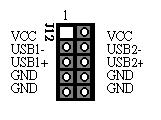 1
J12
VCC VCC
USB1- USB2-
USB1+ USB2+
GND GND
GND GND